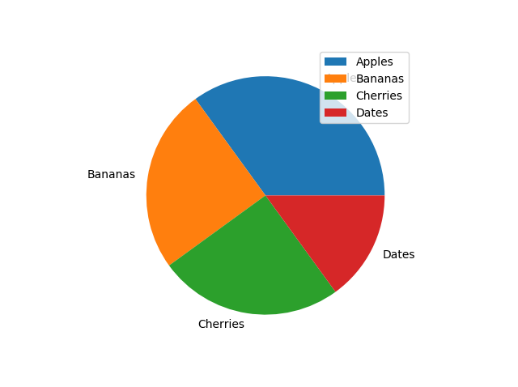 Apples
Bananas
Cherries
Dates
Bananas
Cherries
Dates